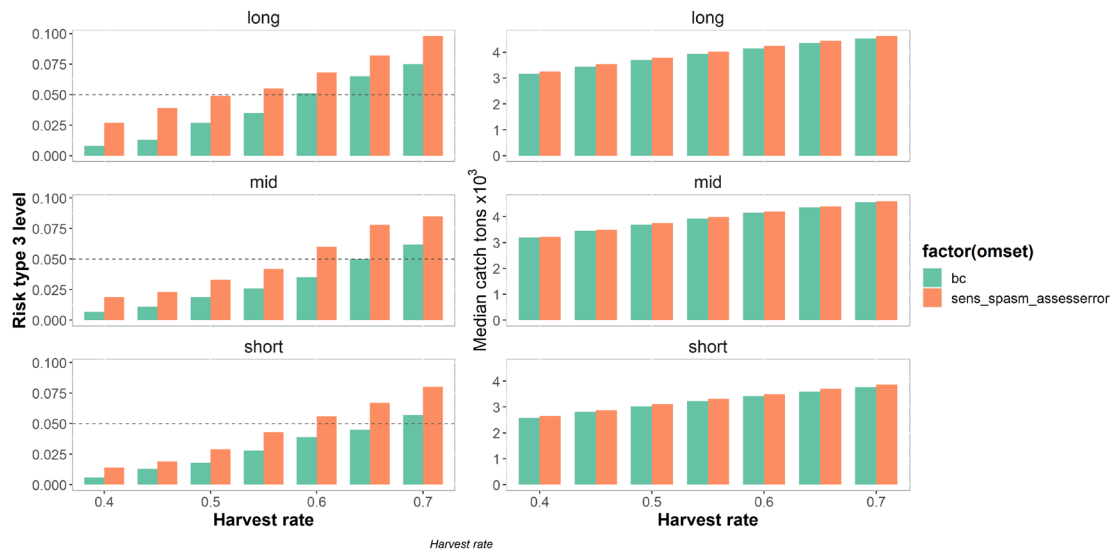 long
long
0.100
0.075
0.050
0.025
0.000
4
3
2
1
0
mid
mid
0.100
0.075
0.050
0.025
0.000
4
3
2
1
0
short
short
0.100
0.075
0.050
0.025
0.000
4
3
2
1
0
0.4 0.5 0.6 0.7
0.4 0.5 0.6 0.7
Harvest rate
Harvest rate
Risk type 3 level
Median catch tons x10³
factor(omset)
bc
sens_spasm_assesserror
Harvest rate